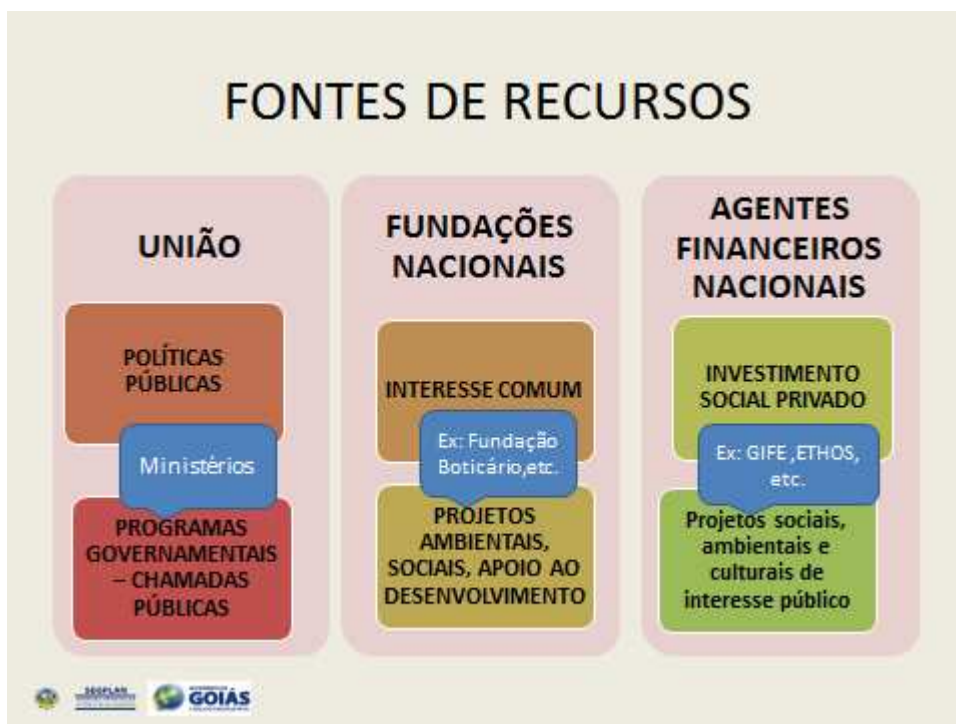 FONTES DE RECURSOS
UNIÃO
POLÍTICAS
PÚBLICAS
Ministérios
PROGRAMAS
GOVERNAMENTAIS
– CHAMADAS
PÚBLICAS
FUNDAÇÕES
NACIONAIS
INTERESSE COMUM
Ex: Fundação
Boticário,etc.
PROJETOS
AMBIENTAIS,
SOCIAIS, APOIO AO
DESENVOLVIMENTO
AGENTES
FINANCEIROS
NACIONAIS
INVESTIMENTO
SOCIAL PRIVADO
Ex: GIFE ,ETHOS,
etc.
Projetos sociais,
ambientais e
culturais de
interesse público
SEGPLAN
GOIÁS